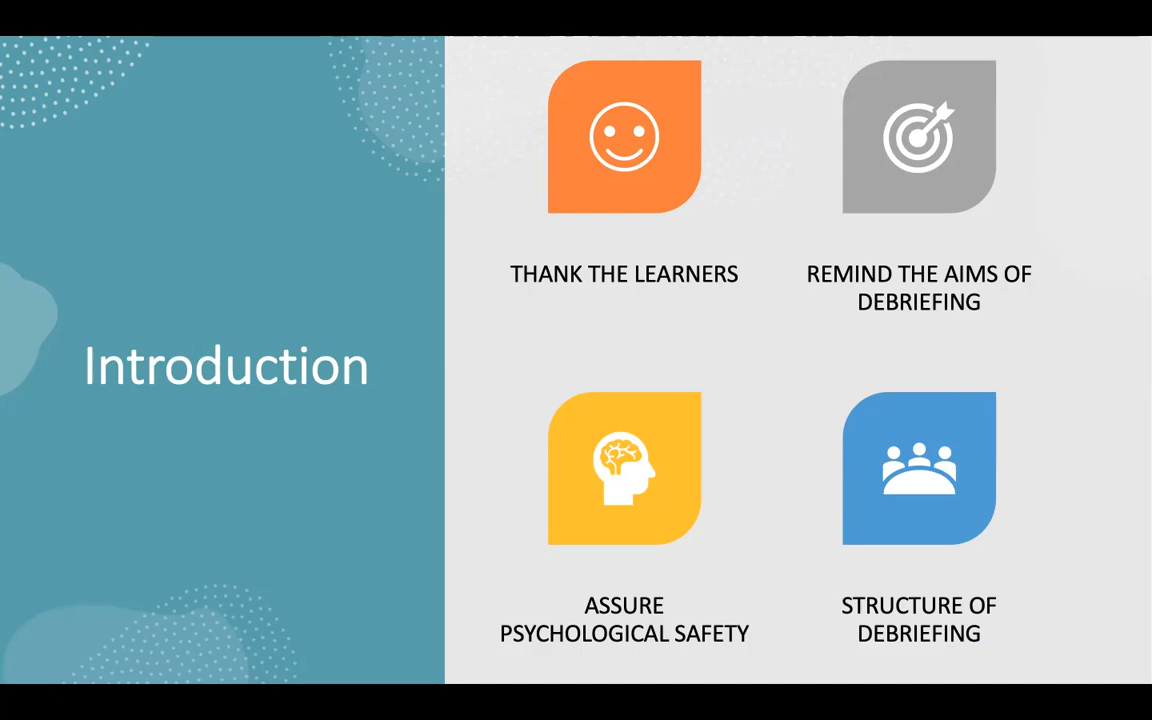 Introduction
THANK THE LEARNERS
REMIND THE AIMS OF
DEBRIEFING
ASSURE
PSYCHOLOGICAL SAFETY
STRUCTURE OF
DEBRIEFING